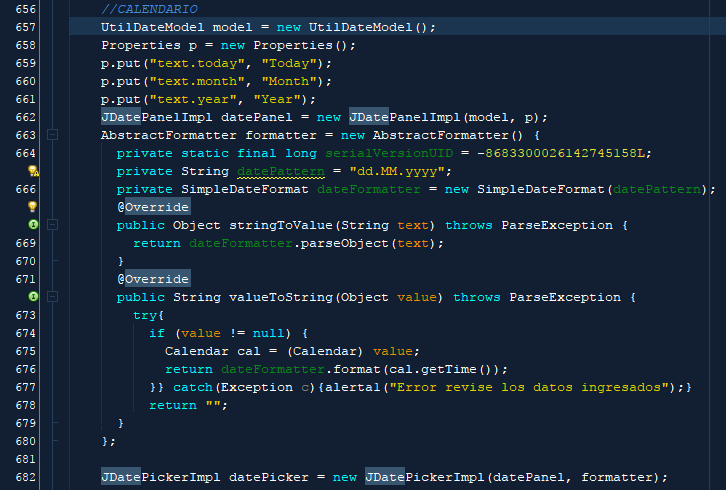 656 //CALENDARIO
657 UtilDateModel model = new UtilDateModel();
658 Properties p = new Properties();
659 p.put("text.today", "Today");
660 p.put("text.month", "Month");
661 p.put("text.year", "Year");
662 JDatePanelImpl datePanel = new JDatePanelImpl(model, p);
663 AbstractFormatter formatter = new AbstractFormatter() {
664 private static final long serialVersionUID = -8683300026142745158L;
private String datePattern = "dd.MM.yyyy";
666 private SimpleDateFormat dateFormatter = new SimpleDateFormat(datePattern);
@Override
public Object stringToValue(String text) throws ParseException {
669 return dateFormatter.parseObject(text);
670 }
671 @Override
public String valueToString(Object value) throws ParseException {
673 try{
674 if (value != null) {
675 Calendar cal = (Calendar) value;
676 return dateFormatter.format(cal.getTime());
677 }} catch(Exception c){alertal("Error revise los datos ingresados");}
678 return "";
679 }
680 };
681
682 JDatePickerImpl datePicker = new JDatePickerImpl(datePanel, formatter);